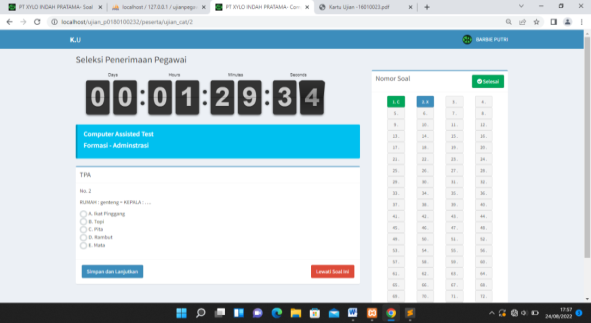 PT XYLO INDAH PRATAMA- Soal
localhost / 127.0.0.1 / ujianpegaw
PT XYLO INDAH PRATAMA- Com
Kartu Ujian -16010023.pdf
localhost/ujian_p0180100232/peserta/ujian_cat/2
K.U
BARBIE PUTRI
Seleksi Penerimaan Pegawai
Days Hours Minutes Seconds
00:01:29:34
Computer Assisted Test
Formasi - Adminstrasi
TPA
No. 2
RUMAH : genteng = KEPALA : ....
A. Ikat Pinggang
B. Topi
C. Pita
D. Rambut
E. Mata
Simpan dan Lanjutkan
Lewati Soal Ini
Nomor Soal
Selesai
1. C 2. # 3. 4.
5. 6. 7. 8.
9. 10. 11. 12.
13. 14. 15. 16.
17. 18. 19. 20.
21. 22. 23. 24.
25. 26. 27. 28.
29. 30. 31. 32.
33. 34. 35. 36.
37. 38. 39. 40.
41. 42. 43. 44.
45. 46. 47. 48.
49. 50. 51. 52.
53. 54. 55. 56.
57. 58. 59. 60.
61. 62. 63. 64.
65. 66. 67. 68.
69. 70. 71. 72.
17:57
24/08/2022